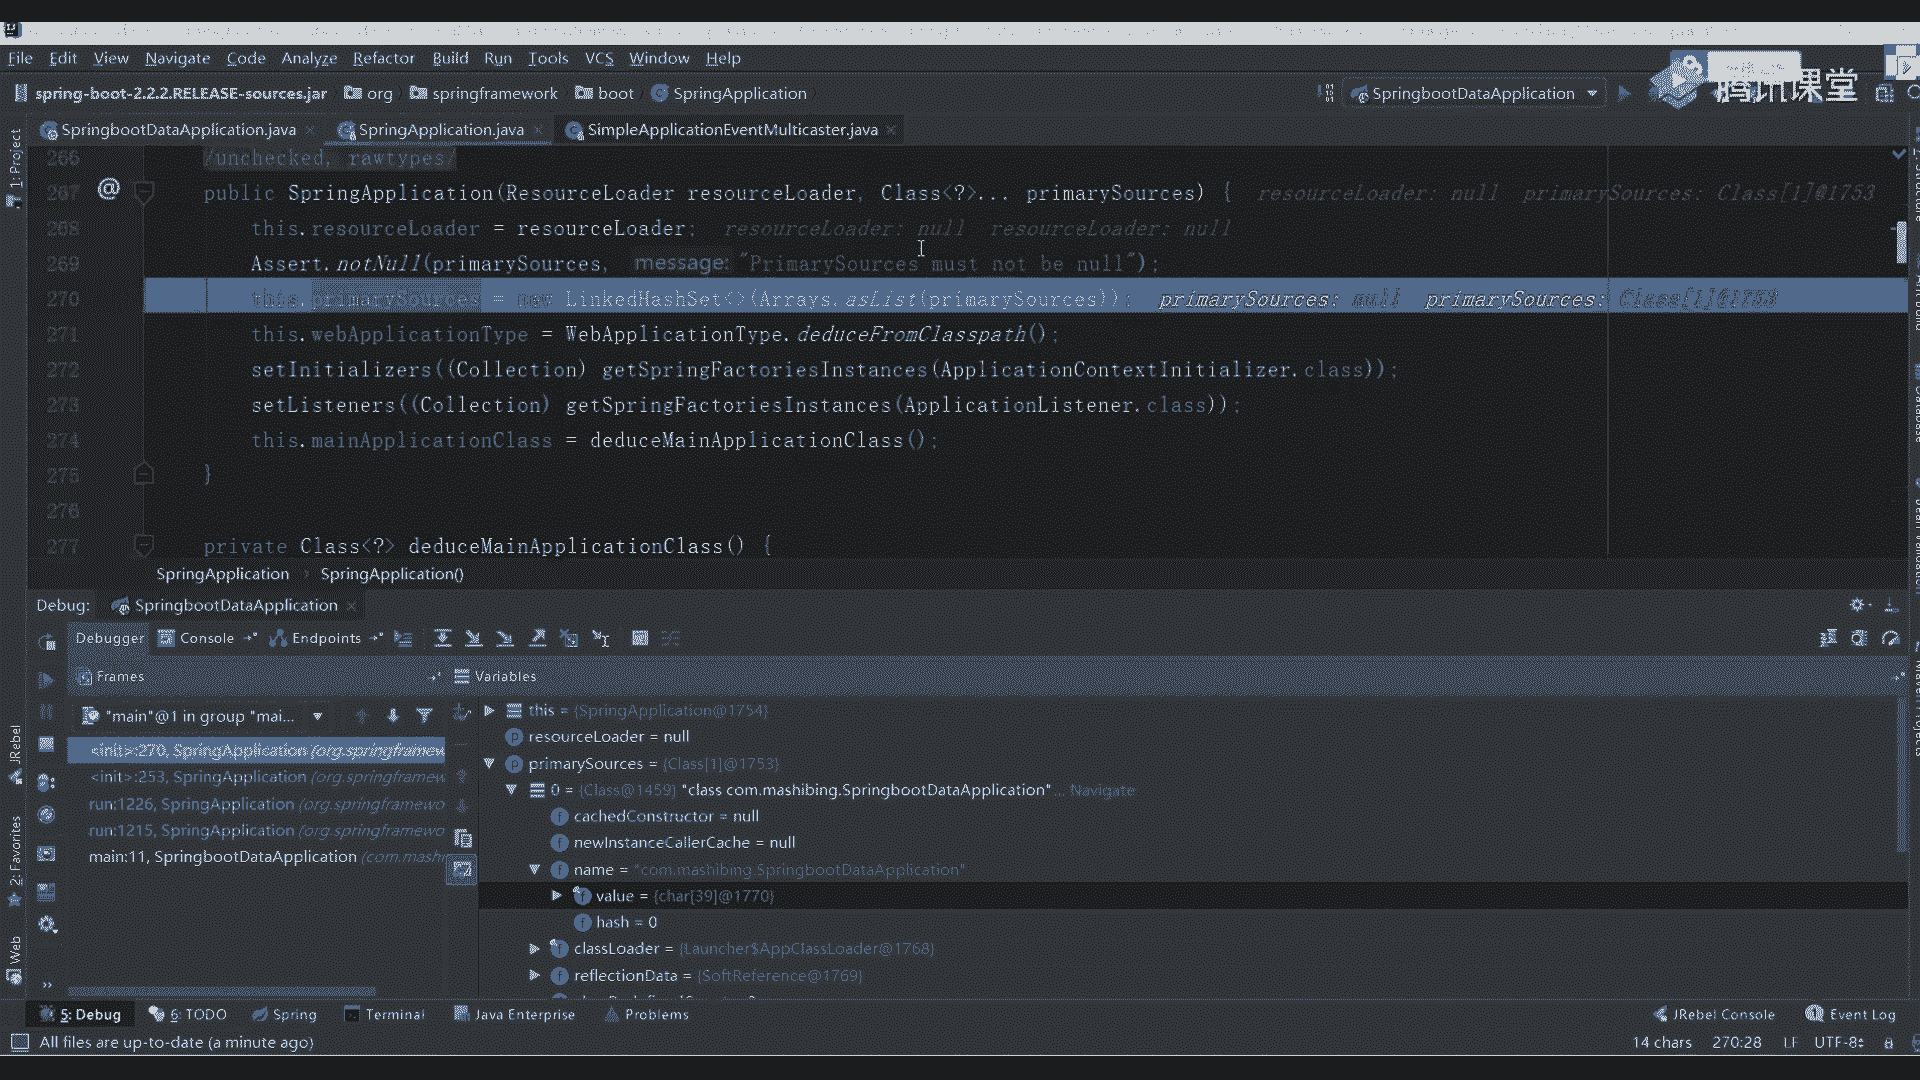 File Edit View Navigate Code Analyze Refactor Build Run Tools VCS Window Help
spring-boot-2.2.2.RELEASE-sources.jar org springframework boot SpringApplication SpringbootDataApplication
腾讯课堂
SpringbootDataApplication.java SpringApplication.java SimpleApplicationEventMulticaster.java
266 /unchecked, rawtypes/
267 @ public SpringApplication(ResourceLoader resourceLoader, Class<?>... primarySources) { resourceLoader: null primarySources: Class[1]@1753
268 this.resourceLoader = resourceLoader; resourceLoader: null resourceLoader: null
269 Assert.notNull(primarySources, message: "PrimarySources must not be null");
270 this.primarySources = new LinkedHashSet<>(Arrays.asList(primarySources)); primarySources: null primarySources: Class[1]@1753
271 this.webApplicationType = WebApplicationType.deduceFromClasspath();
272 setInitializers((Collection) getSpringFactoriesInstances(ApplicationContextInitializer.class));
273 setListeners((Collection) getSpringFactoriesInstances(ApplicationListener.class));
274 this.mainApplicationClass = deduceMainApplicationClass();
275 }
276
277 private Class<?> deduceMainApplicationClass() {
SpringApplication SpringApplication()
Debug: SpringbootDataApplication
Debugger Console Endpoints
Frames Variables
"main"@1 in group "mai...
<init>:270, SpringApplication (org.springframew
<init>:253, SpringApplication (org.springframew
run:1226, SpringApplication (org.springframewo
run:1215, SpringApplication (org.springframewo
main:11, SpringbootDataApplication (com.mash
this = {SpringApplication@1754}
resourceLoader = null
primarySources = {Class[1]@1753}
0 = {Class@1459} "class com.mashibing.SpringbootDataApplication"... Navigate
cachedConstructor = null
newInstanceCallerCache = null
name = "com.mashibing.SpringbootDataApplication"
value = {char[39]@1770}
hash = 0
classLoader = {Launcher$AppClassLoader@1768}
reflectionData = {SoftReference@1769}
1: Project
JRebel
2: Favorites
Web
5: Debug 6: TODO Spring Terminal Java Enterprise Problems JRebel Console Event Log
All files are up-to-date (a minute ago) 14 chars 270:28 LF UTF-8